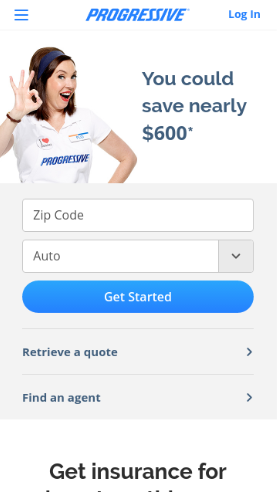 PROGRESSIVE
Log In
You could
save nearly
$600*
PROGRESSIVE
Zip Code
Auto
Get Started
Retrieve a quote
Find an agent
Get insurance for